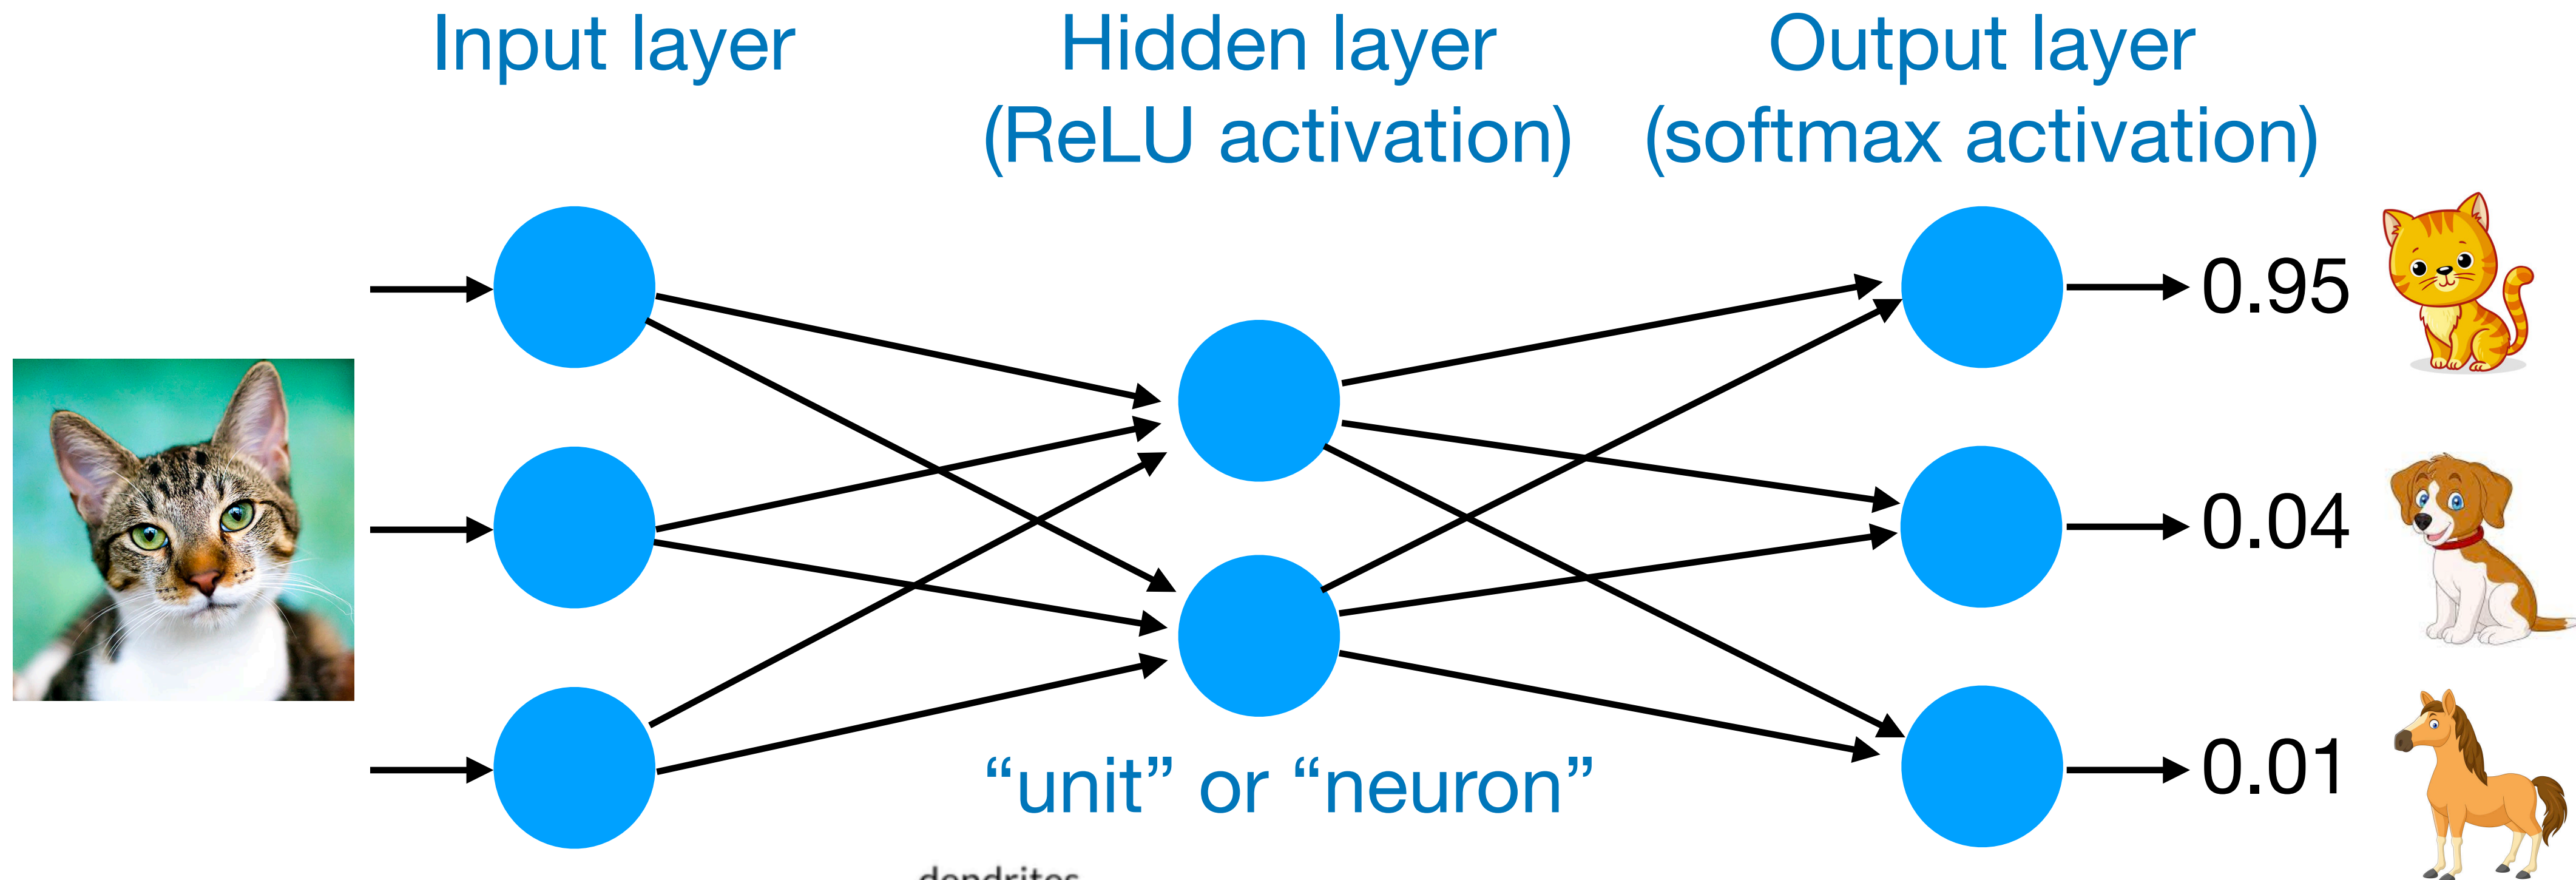 Input layer
Hidden layer
(ReLU activation)
Output layer
(softmax activation)
0.95
0.04
0.01
“unit” or “neuron”
dendrites